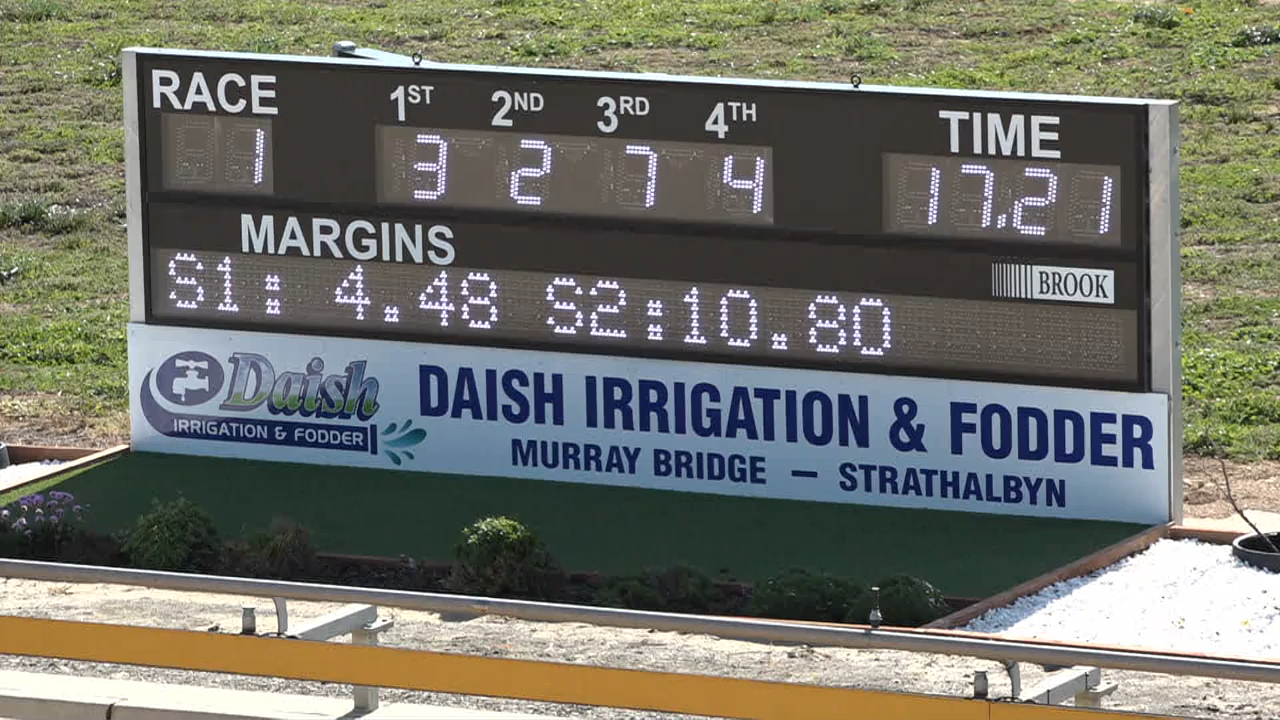 RACE 1ST 2ND 3RD 4TH TIME
1 3 2 7 4 17.21
MARGINS
BROOK
S1: 4.48 S2:10.80
Daish
IRRIGATION & FODDER
DAISH IRRIGATION & FODDER
MURRAY BRIDGE – STRATHALBYN